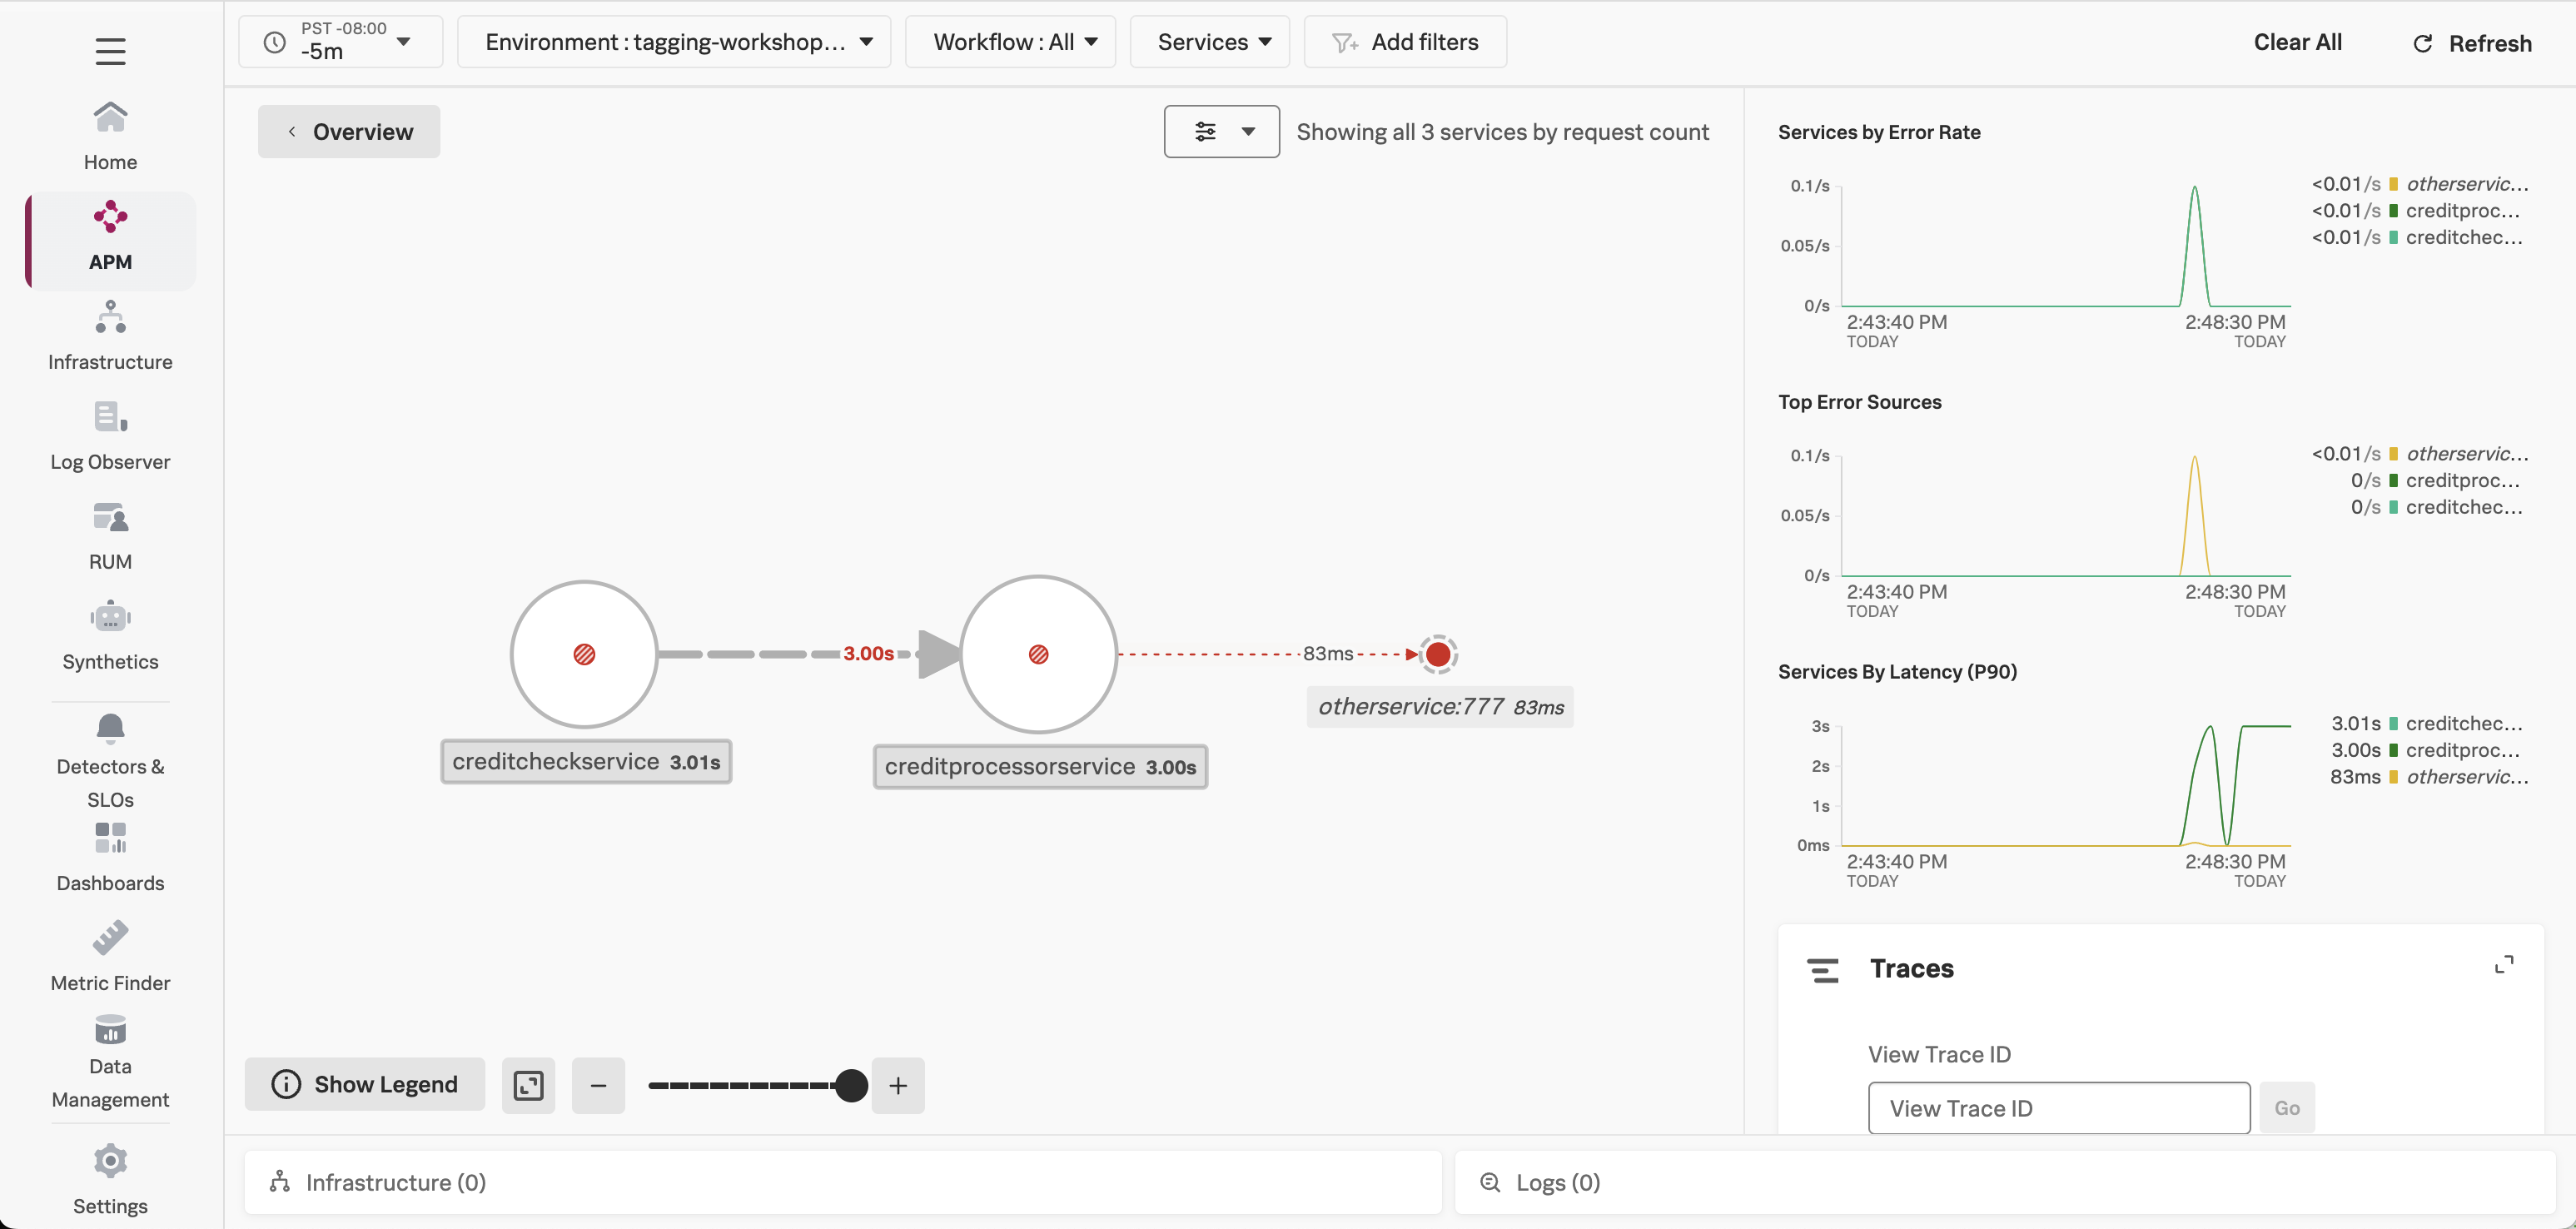 PST -08:00
-5m
Environment : tagging-workshop...
Workflow : All
Services
Add filters
Clear All
Refresh
Home
APM
Infrastructure
Log Observer
RUM
Synthetics
Detectors &
SLOs
Dashboards
Metric Finder
Data
Management
Settings
Overview
Showing all 3 services by request count
3.00s
83ms
creditcheckservice 3.01s
creditprocessorservice 3.00s
otherservice:777 83ms
Show Legend
Services by Error Rate
0.1/s
0.05/s
0/s
2:43:40 PM
TODAY
2:48:30 PM
TODAY
<0.01/s otherservic...
<0.01/s creditproc...
<0.01/s creditchec...
Top Error Sources
0.1/s
0.05/s
0/s
2:43:40 PM
TODAY
2:48:30 PM
TODAY
<0.01/s otherservic...
0/s creditproc...
0/s creditchec...
Services By Latency (P90)
3s
2s
1s
0ms
2:43:40 PM
TODAY
2:48:30 PM
TODAY
3.01s creditchec...
3.00s creditproc...
83ms otherservic...
Traces
View Trace ID
View Trace ID
Go
Infrastructure (0)
Logs (0)